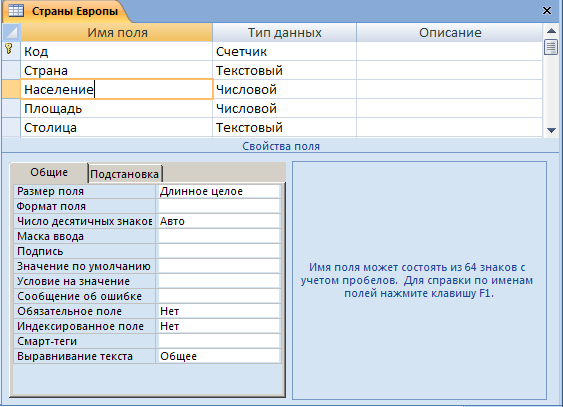 Страны Европы
Имя поля Тип данных Описание
Код Счетчик
Страна Текстовый
Население Числовой
Площадь Числовой
Столица Текстовый
Свойства поля
Общие Подстановка
Размер поля Длинное целое
Формат поля
Число десятичных знаков Авто
Маска ввода
Подпись
Значение по умолчанию
Условие на значение
Сообщение об ошибке
Обязательное поле Нет
Индексированное поле Нет
Смарт-теги
Выравнивание текста Общее
Имя поля может состоять из 64 знаков с
учетом пробелов. Для справки по именам
полей нажмите клавишу F1.